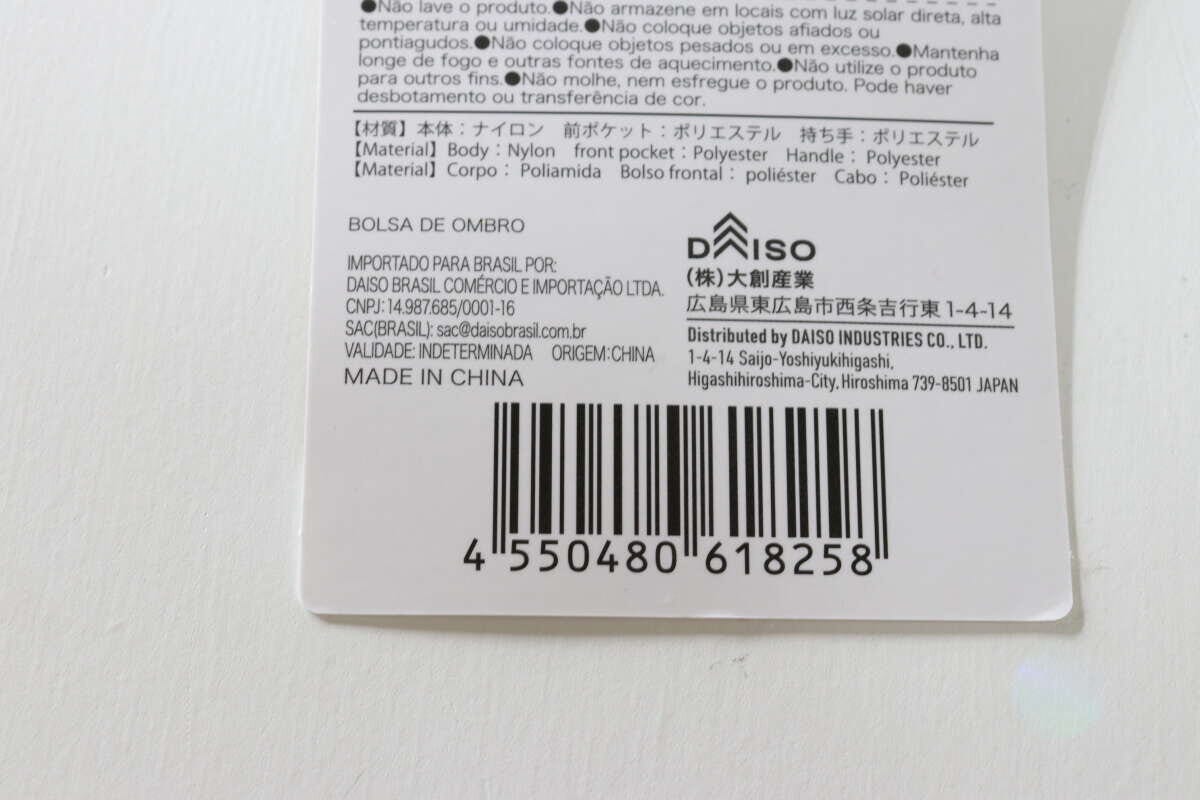 ●Não lave o produto.●Não armazene em locais com luz solar direta, alta
temperatura ou umidade.●Não coloque objetos afiados ou
pontiagudos.●Não coloque objetos pesados ou em excesso.●Mantenha
longe de fogo e outras fontes de aquecimento.●Não utilize o produto
para outros fins.●Não molhe, nem esfregue o produto. Pode haver
desbotamento ou transferência de cor.
【材質】本体：ナイロン　前ポケット：ポリエステル　持ち手：ポリエステル
【Material】Body：Nylon　front pocket：Polyester　Handle：Polyester
【Material】Corpo：Poliamida　Bolso frontal：poliéster　Cabo：Poliéster
BOLSA DE OMBRO
IMPORTADO PARA BRASIL POR:
DAISO BRASIL COMÉRCIO E IMPORTAÇÃO LTDA.
CNPJ: 14.987.685/0001-16
SAC(BRASIL): sac@daisobrasil.com.br
VALIDADE: INDETERMINADA　ORIGEM:CHINA
MADE IN CHINA
DAISO
(株)大創産業
広島県東広島市西条吉行東1-4-14
Distributed by DAISO INDUSTRIES CO., LTD.
1-4-14 Saijo-Yoshiyukihigashi,
Higashihiroshima-City, Hiroshima 739-8501 JAPAN
4 550480 618258